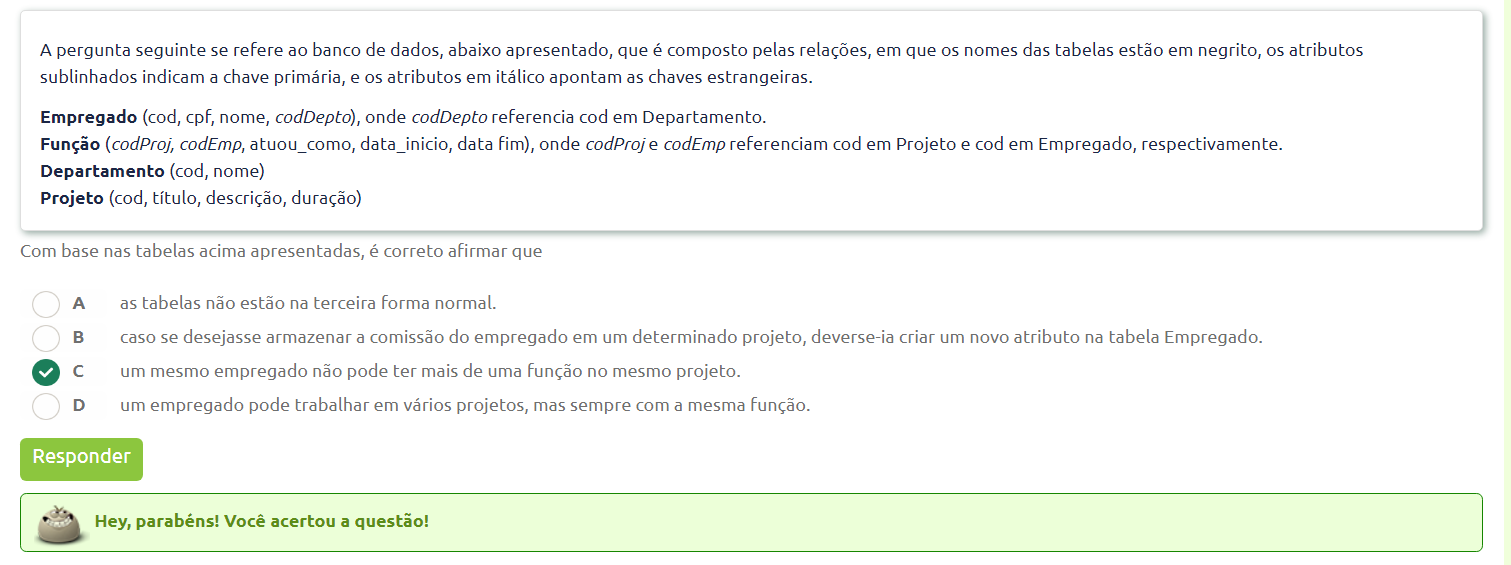 A pergunta seguinte se refere ao banco de dados, abaixo apresentado, que é composto pelas relações, em que os nomes das tabelas estão em negrito, os atributos
sublinhados indicam a chave primária, e os atributos em itálico apontam as chaves estrangeiras.
Empregado (cod, cpf, nome, codDepto), onde codDepto referencia cod em Departamento.
Função (codProj, codEmp, atuou_como, data_inicio, data fim), onde codProj e codEmp referenciam cod em Projeto e cod em Empregado, respectivamente.
Departamento (cod, nome)
Projeto (cod, título, descrição, duração)
Com base nas tabelas acima apresentadas, é correto afirmar que
A as tabelas não estão na terceira forma normal.
B caso se desejasse armazenar a comissão do empregado em um determinado projeto, deverse-ia criar um novo atributo na tabela Empregado.
C um mesmo empregado não pode ter mais de uma função no mesmo projeto.
D um empregado pode trabalhar em vários projetos, mas sempre com a mesma função.
Responder
Hey, parabéns! Você acertou a questão!